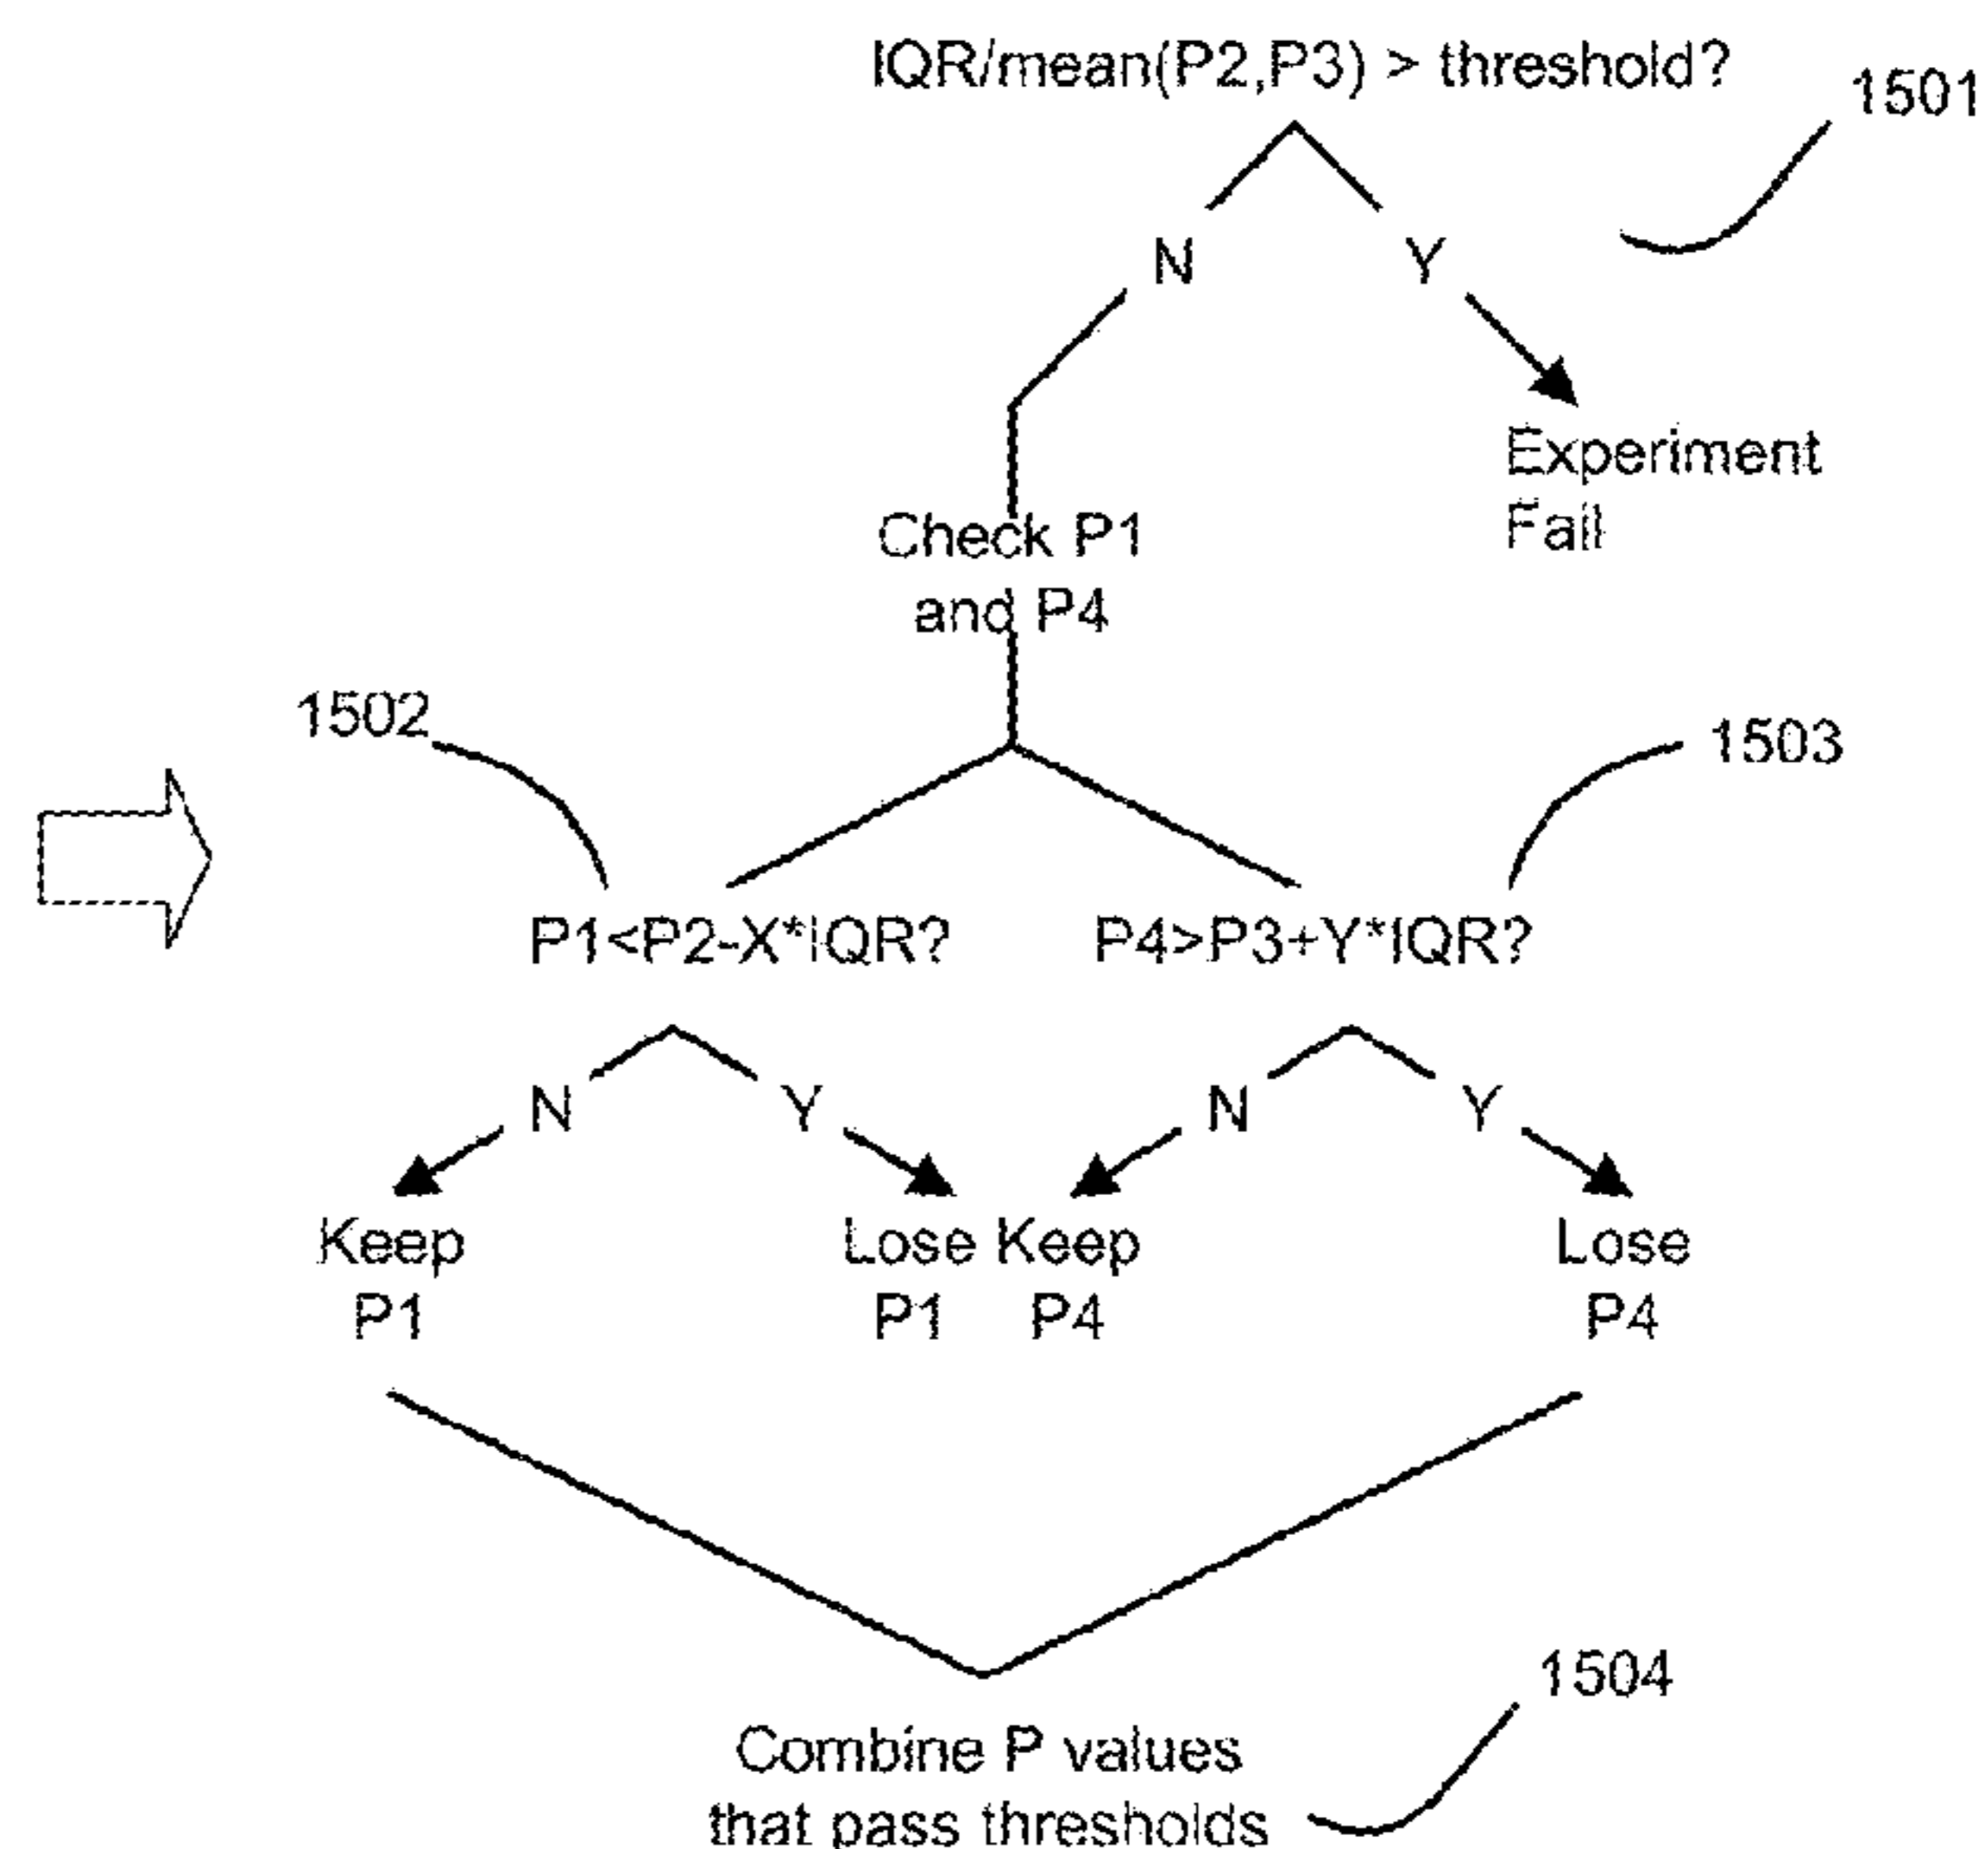 IQR/mean(P2,P3) > threshold?
1501
N
Y
Experiment
Fail
Check P1
and P4
1502
1503
P1<P2-X*IQR?
P4>P3+Y*IQR?
N
Y
N
Y
Keep
P1
Lose
P1
Keep
P4
Lose
P4
1504
Combine P values
that pass thresholds